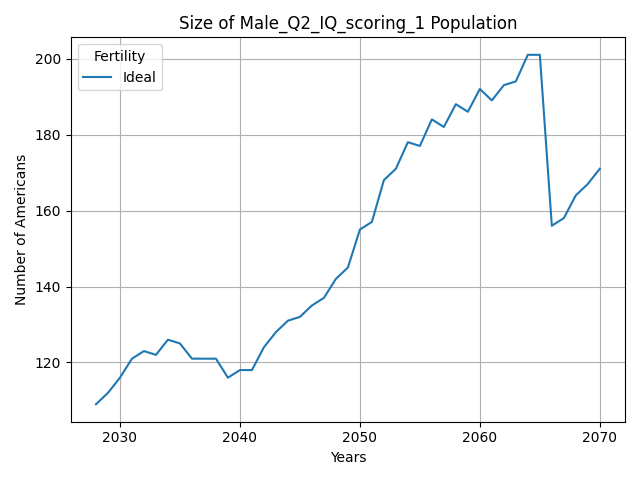 Size of Male_Q2_IQ_scoring_1 Population
Fertility
Ideal
Number of Americans
200
180
160
140
120
2030 2040 2050 2060 2070
Years